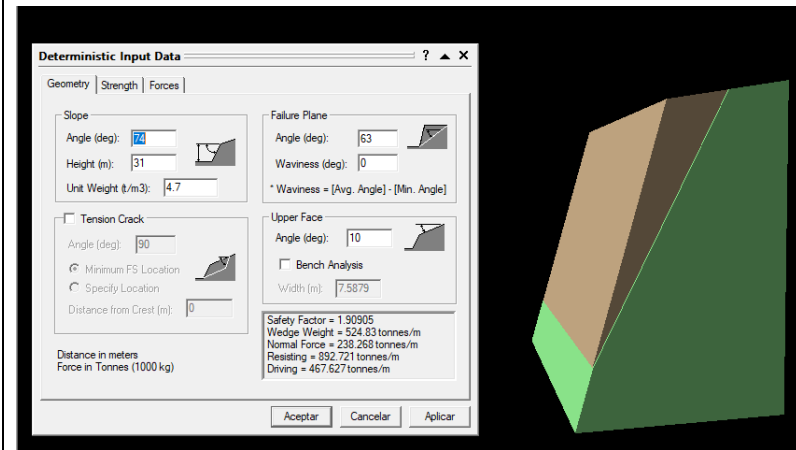 Deterministic Input Data ? ▲ X
Geometry Strength Forces
Slope
Angle (deg): 74
Height (m): 31
Unit Weight (t/m3): 4.7
Failure Plane
Angle (deg): 63
Waviness (deg): 0
* Waviness = [Avg. Angle] - [Min. Angle]
Tension Crack
Angle (deg): 90
Minimum FS Location
Specify Location
Distance from Crest (m): 0
Upper Face
Angle (deg): 10
Bench Analysis
Width (m): 7.5879
Safety Factor = 1.90905
Wedge Weight = 524.83 tonnes/m
Normal Force = 238.268 tonnes/m
Resisting = 892.721 tonnes/m
Driving = 467.627 tonnes/m
Distance in meters
Force in Tonnes (1000 kg)
Aceptar Cancelar Aplicar